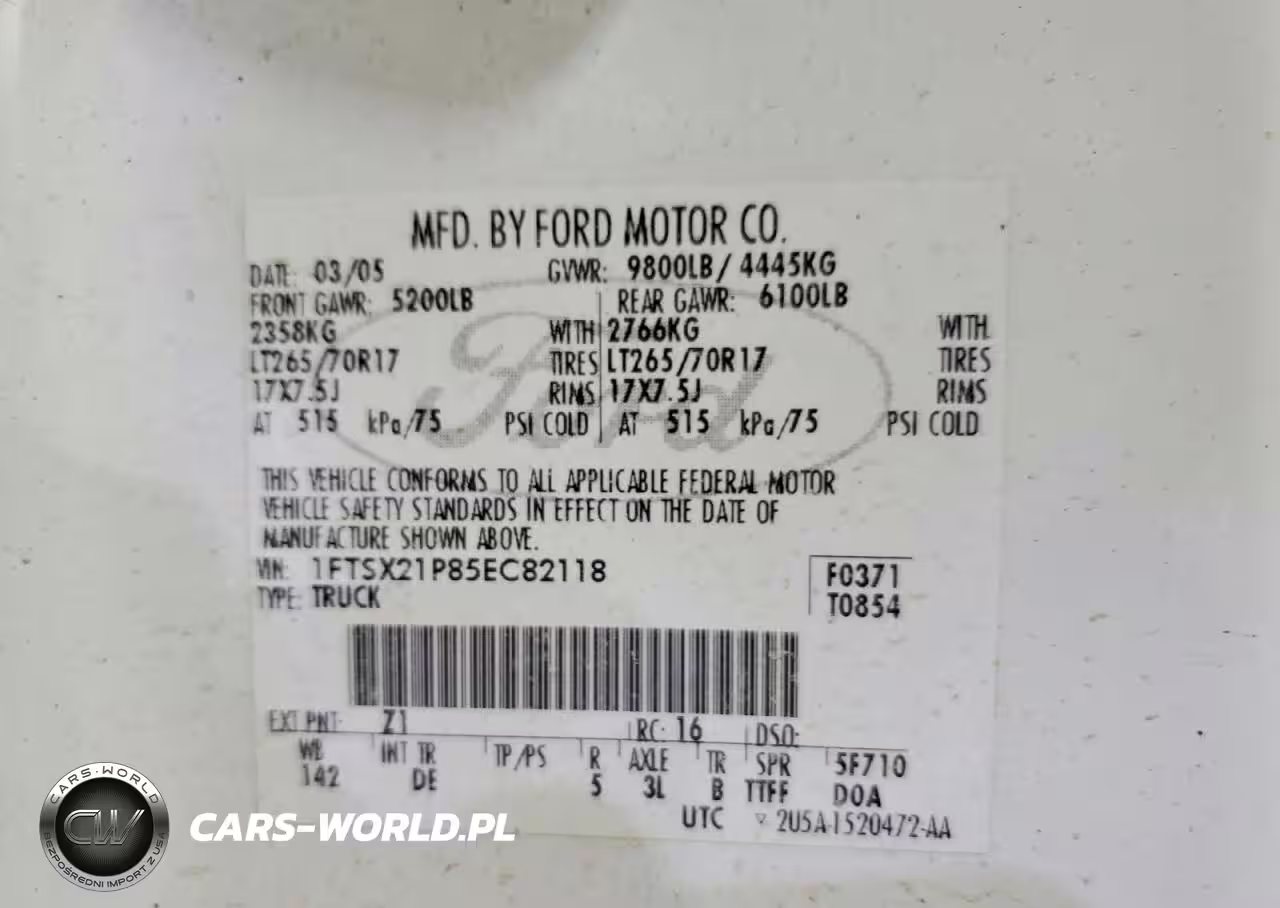 MFD. BY FORD MOTOR CO.
DATE: 03/05 GVWR: 9800LB / 4445KG
FRONT GAWR: 5200LB REAR GAWR: 6100LB
2358KG WITH 2766KG WITH
LT265/70R17 TIRES LT265/70R17 TIRES
17X7.5J RIMS 17X7.5J RIMS
AT 515 kPa/75 PSI COLD AT 515 kPa/75 PSI COLD
Ford
THIS VEHICLE CONFORMS TO ALL APPLICABLE FEDERAL MOTOR
VEHICLE SAFETY STANDARDS IN EFFECT ON THE DATE OF
MANUFACTURE SHOWN ABOVE.
VIN: 1FTSX21P85EC82118 F0371
TYPE: TRUCK T0854
EXT PNT: Z1 RC: 16 DSO:
WB INT TR TP/PS R AXLE TR SPR 5F710
142 DE 5 3L B TTFF DOA
UTC 2U5A-1520472-AA
CARS-WORLD
CW
BEZPOŚREDNI IMPORT Z USA
CARS-WORLD.PL